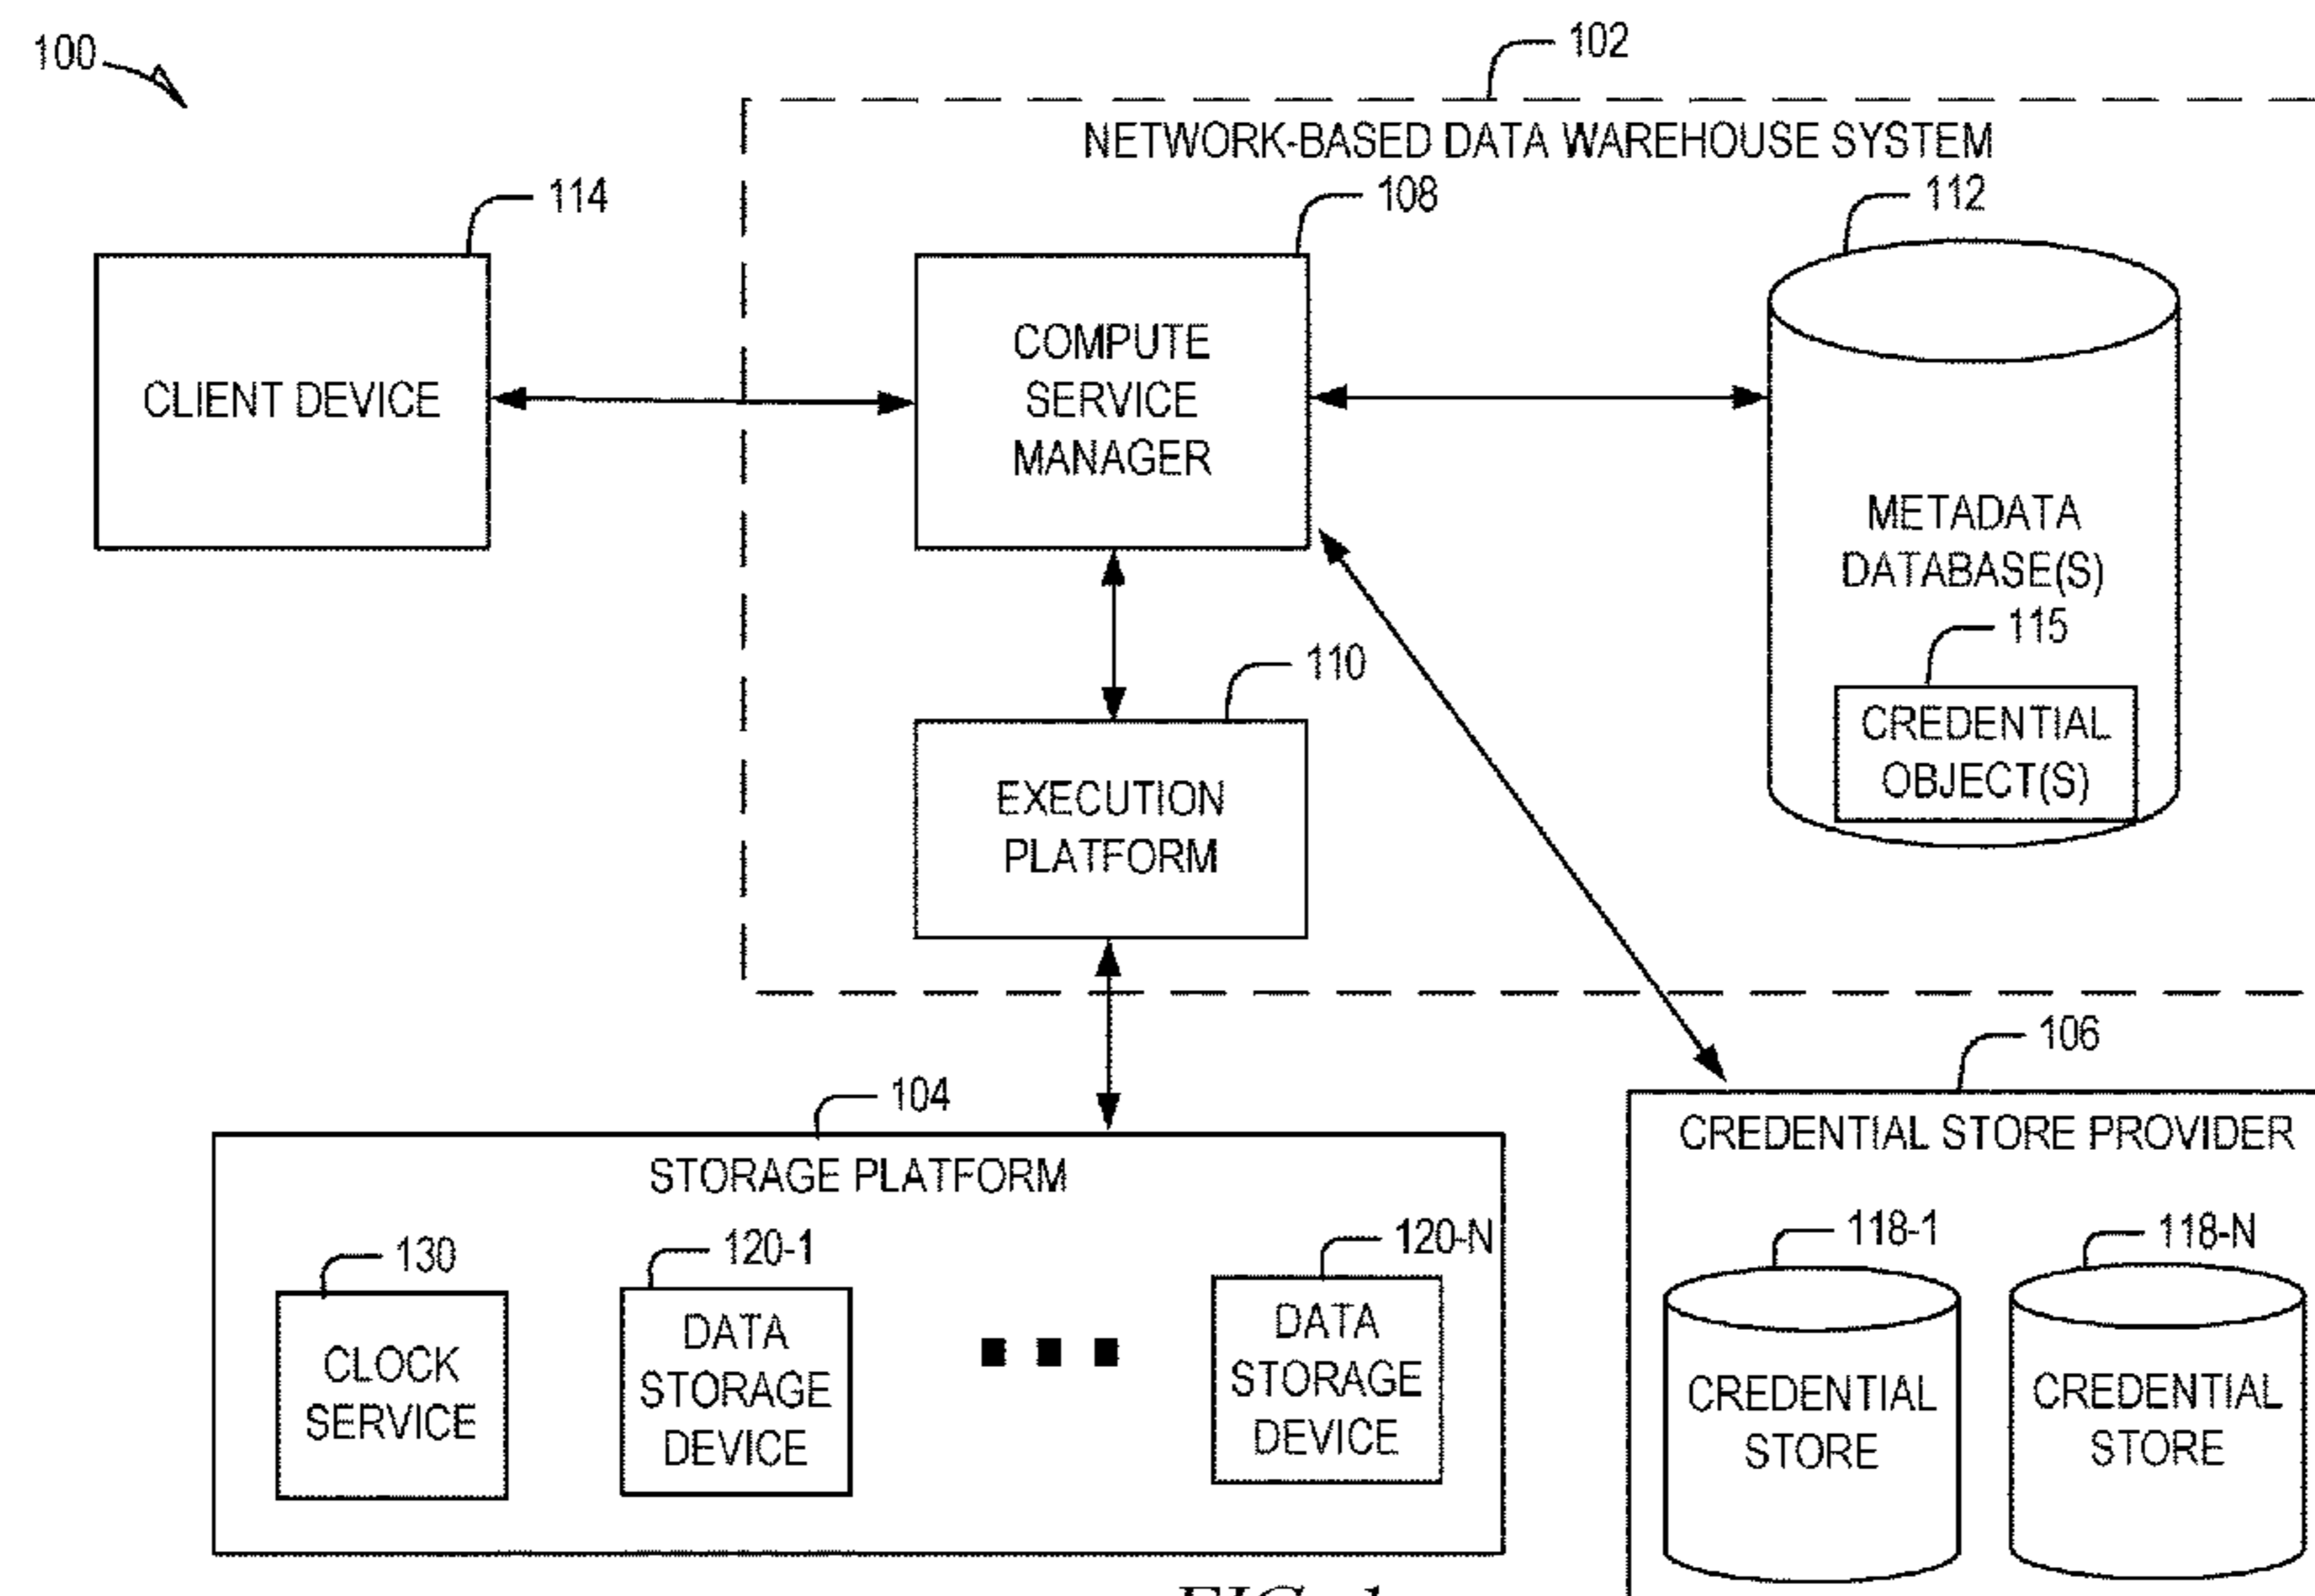 100
102
NETWORK-BASED DATA WAREHOUSE SYSTEM
114
108
112
CLIENT DEVICE
COMPUTE
SERVICE
MANAGER
METADATA
DATABASE(S)
115
CREDENTIAL
OBJECT(S)
110
EXECUTION
PLATFORM
106
104
CREDENTIAL STORE PROVIDER
STORAGE PLATFORM
130
120-1
120-N
118-1
118-N
CLOCK
SERVICE
DATA
STORAGE
DEVICE
DATA
STORAGE
DEVICE
CREDENTIAL
STORE
CREDENTIAL
STORE